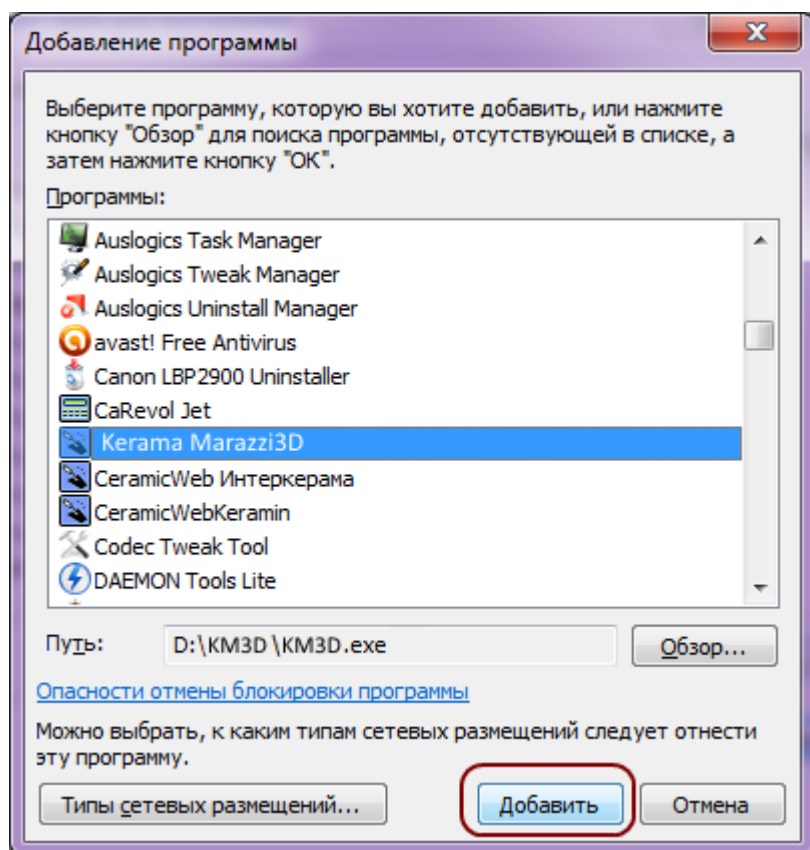 Добавление программы
Выберите программу, которую вы хотите добавить, или нажмите
кнопку "Обзор" для поиска программы, отсутствующей в списке, а
затем нажмите кнопку "ОК".
Программы:
Auslogics Task Manager
Auslogics Tweak Manager
Auslogics Uninstall Manager
avast! Free Antivirus
Canon LBP2900 Uninstaller
CaRevol Jet
Kerama Marazzi3D
CeramicWeb Интеркерама
CeramicWebKeramin
Codec Tweak Tool
DAEMON Tools Lite
Путь: D:\KM3D\KM3D.exe Обзор...
Опасности отмены блокировки программы
Можно выбрать, к каким типам сетевых размещений следует отнести
эту программу.
Типы сетевых размещений... Добавить Отмена